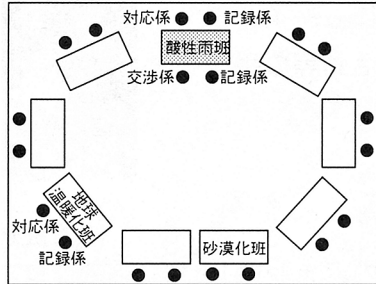 対応係 記録係
酸性雨班
交渉係 記録係
地球
温暖化班
対応係
記録係
砂漠化班